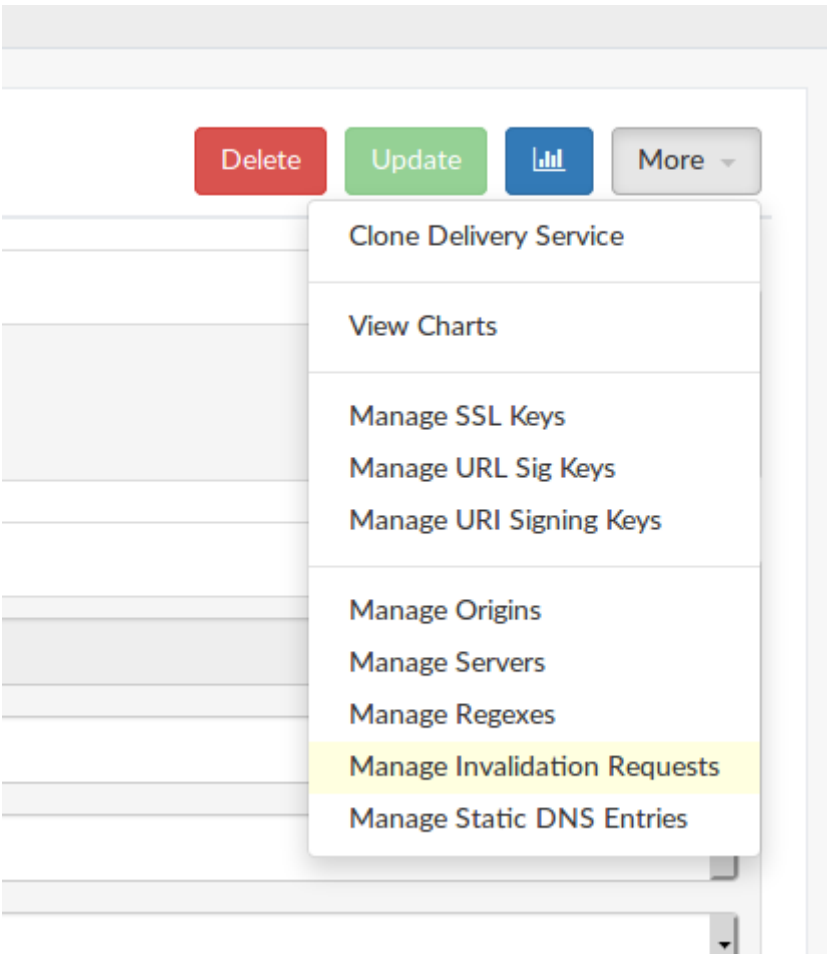 Delete Update More
Clone Delivery Service
View Charts
Manage SSL Keys
Manage URL Sig Keys
Manage URI Signing Keys
Manage Origins
Manage Servers
Manage Regexes
Manage Invalidation Requests
Manage Static DNS Entries